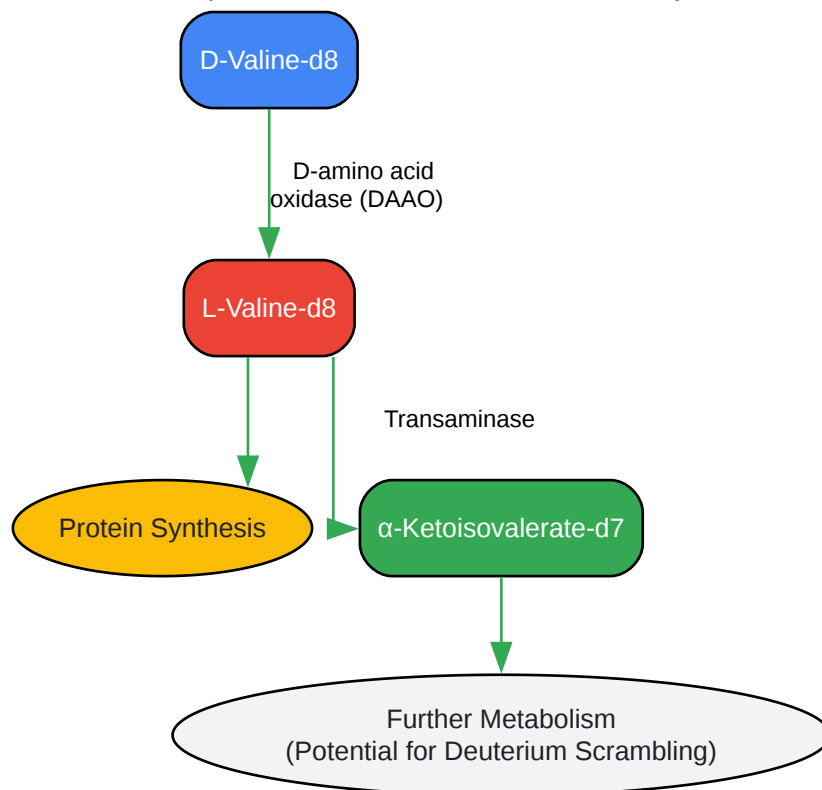 D-Valine-d8
D-amino acid
oxidase (DAAO)
L-Valine-d8
Transaminase
Protein Synthesis
α-Ketoisovalerate-d7
Further Metabolism
(Potential for Deuterium Scrambling)